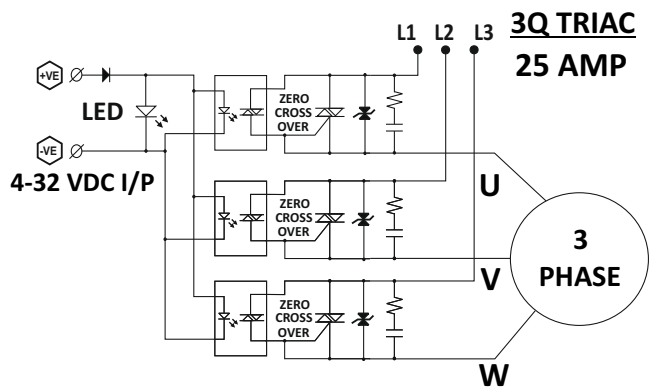 L1 L2 L3
3Q TRIAC
25 AMP
+VE
LED
-VE
4-32 VDC I/P
ZERO
CROSS
OVER
U
ZERO
CROSS
OVER
V
3
PHASE
ZERO
CROSS
OVER
W